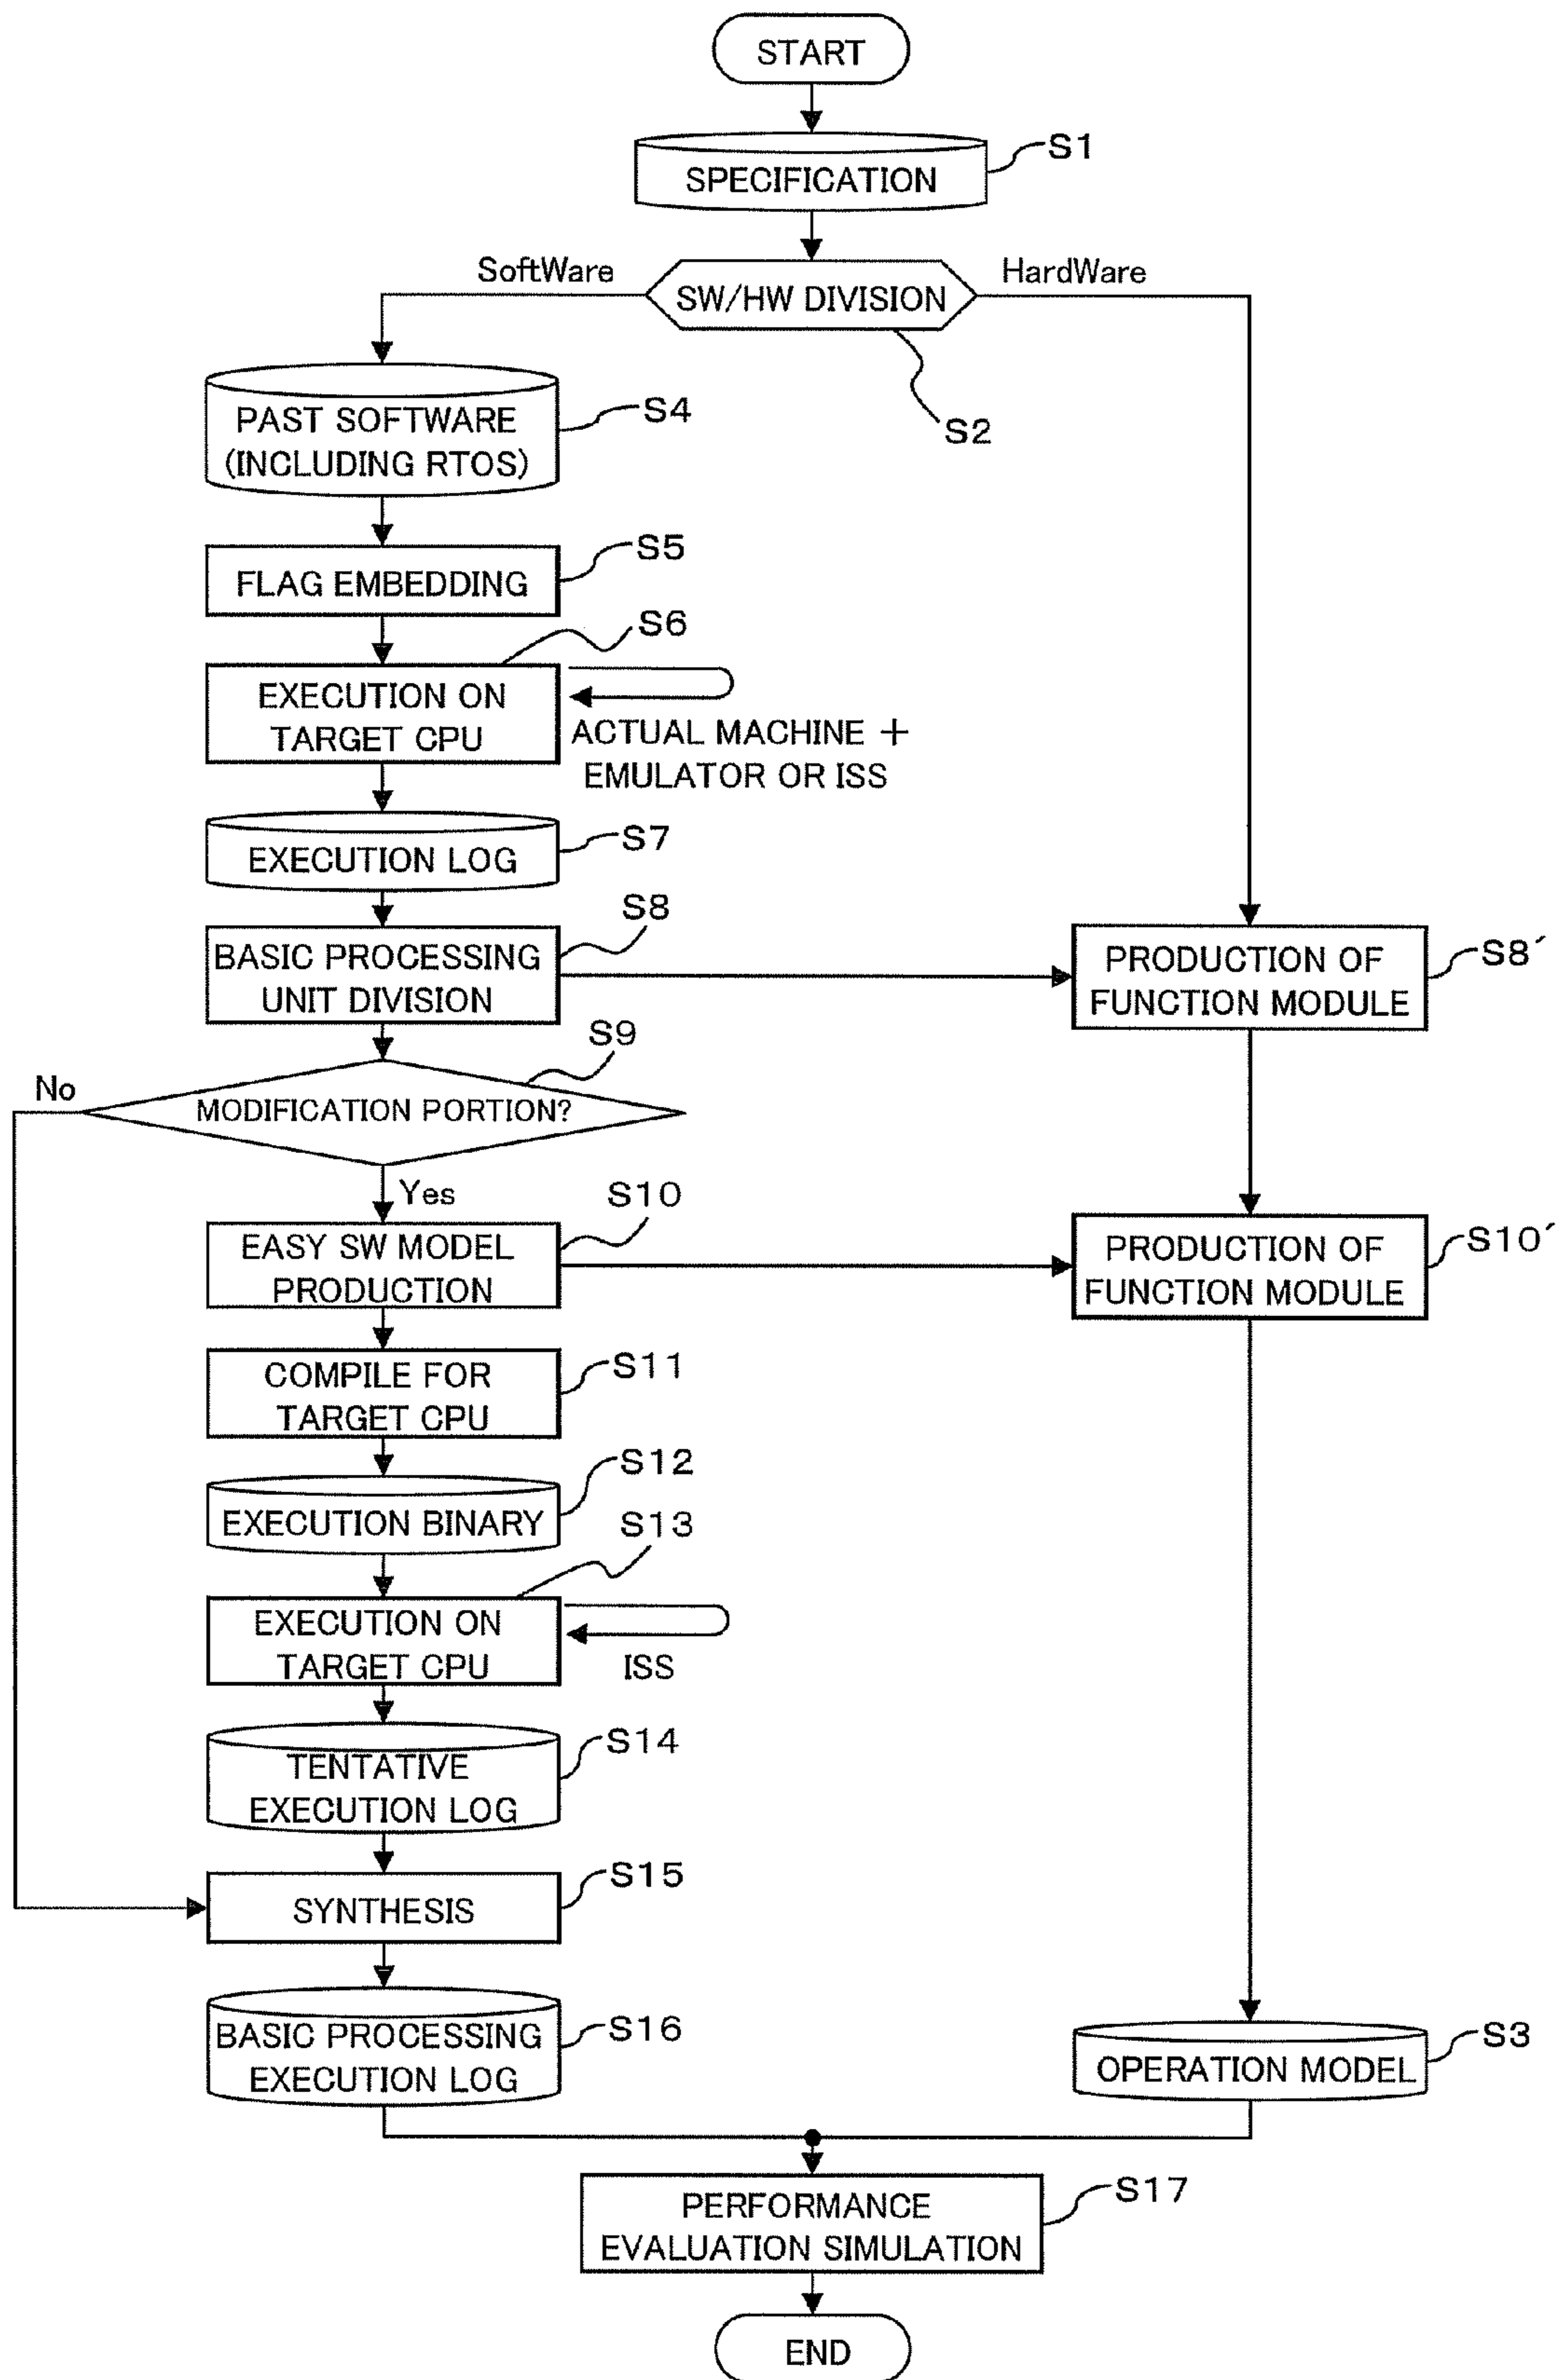 START
S1
SPECIFICATION
SoftWare
HardWare
SW/HW DIVISION
S2
S4
PAST SOFTWARE
(INCLUDING RTOS)
S5
FLAG EMBEDDING
S6
EXECUTION ON
TARGET CPU
ACTUAL MACHINE +
EMULATOR OR ISS
S7
EXECUTION LOG
S8
BASIC PROCESSING
UNIT DIVISION
S8´
PRODUCTION OF
FUNCTION MODULE
S9
No
MODIFICATION PORTION?
Yes
S10
EASY SW MODEL
PRODUCTION
S10´
PRODUCTION OF
FUNCTION MODULE
S11
COMPILE FOR
TARGET CPU
S12
EXECUTION BINARY
S13
EXECUTION ON
TARGET CPU
ISS
S14
TENTATIVE
EXECUTION LOG
S15
SYNTHESIS
S16
BASIC PROCESSING
EXECUTION LOG
S3
OPERATION MODEL
S17
PERFORMANCE
EVALUATION SIMULATION
END